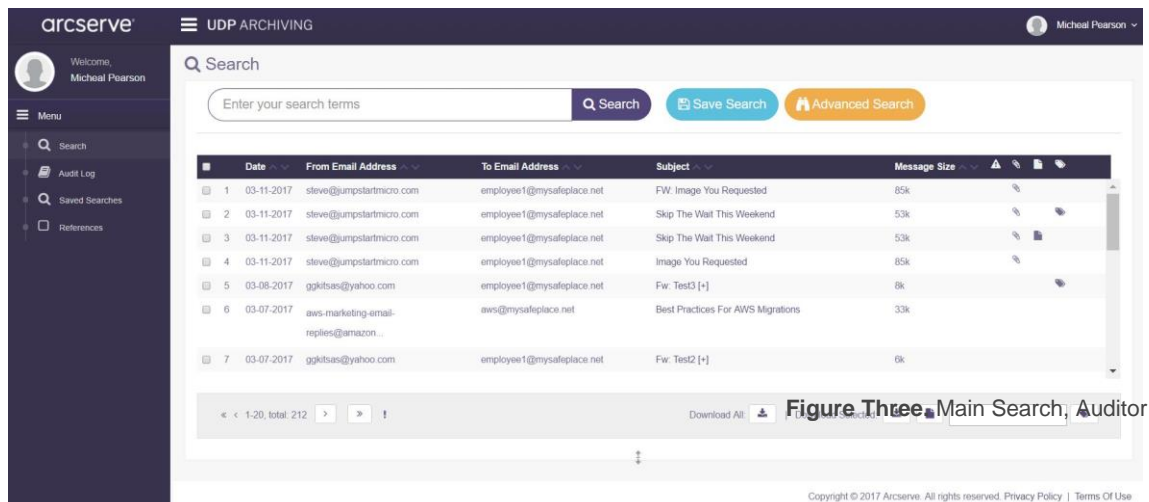 arcserve
UDP ARCHIVING
Micheal Pearson
Welcome,
Micheal Pearson
Menu
Search
Audit Log
Saved Searches
References
Search
Enter your search terms
Search
Save Search
Advanced Search
Date From Email Address To Email Address Subject Message Size
1 03-11-2017 steve@jumpstartmicro.com employee1@mysafeplace.net FW: Image You Requested 85k
2 03-11-2017 steve@jumpstartmicro.com employee1@mysafeplace.net Skip The Wait This Weekend 53k
3 03-11-2017 steve@jumpstartmicro.com employee1@mysafeplace.net Skip The Wait This Weekend 53k
4 03-11-2017 steve@jumpstartmicro.com employee1@mysafeplace.net Image You Requested 85k
5 03-08-2017 ggkitsas@yahoo.com employee1@mysafeplace.net Fw: Test3 [+] 8k
6 03-07-2017 aws-marketing-email-replies@amazon... aws@mysafeplace.net Best Practices For AWS Migrations 33k
7 03-07-2017 ggkitsas@yahoo.com employee1@mysafeplace.net Fw: Test2 [+] 6k
« < 1-20, total: 212 > » !
Download All: | Download Selected:
Figure Three. Main Search, Auditor
Copyright © 2017 Arcserve. All rights reserved. Privacy Policy | Terms Of Use